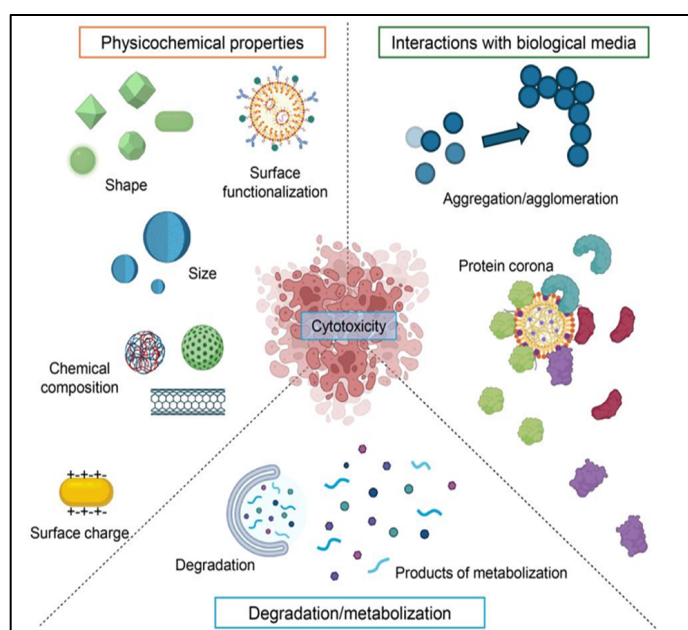 Physicochemical properties
Interactions with biological media
Shape
Surface
functionalization
Aggregation/agglomeration
Size
Protein corona
Cytotoxicity
Chemical
composition
+-+-+-
+-+-+-
Surface charge
Degradation
Products of metabolization
Degradation/metabolization